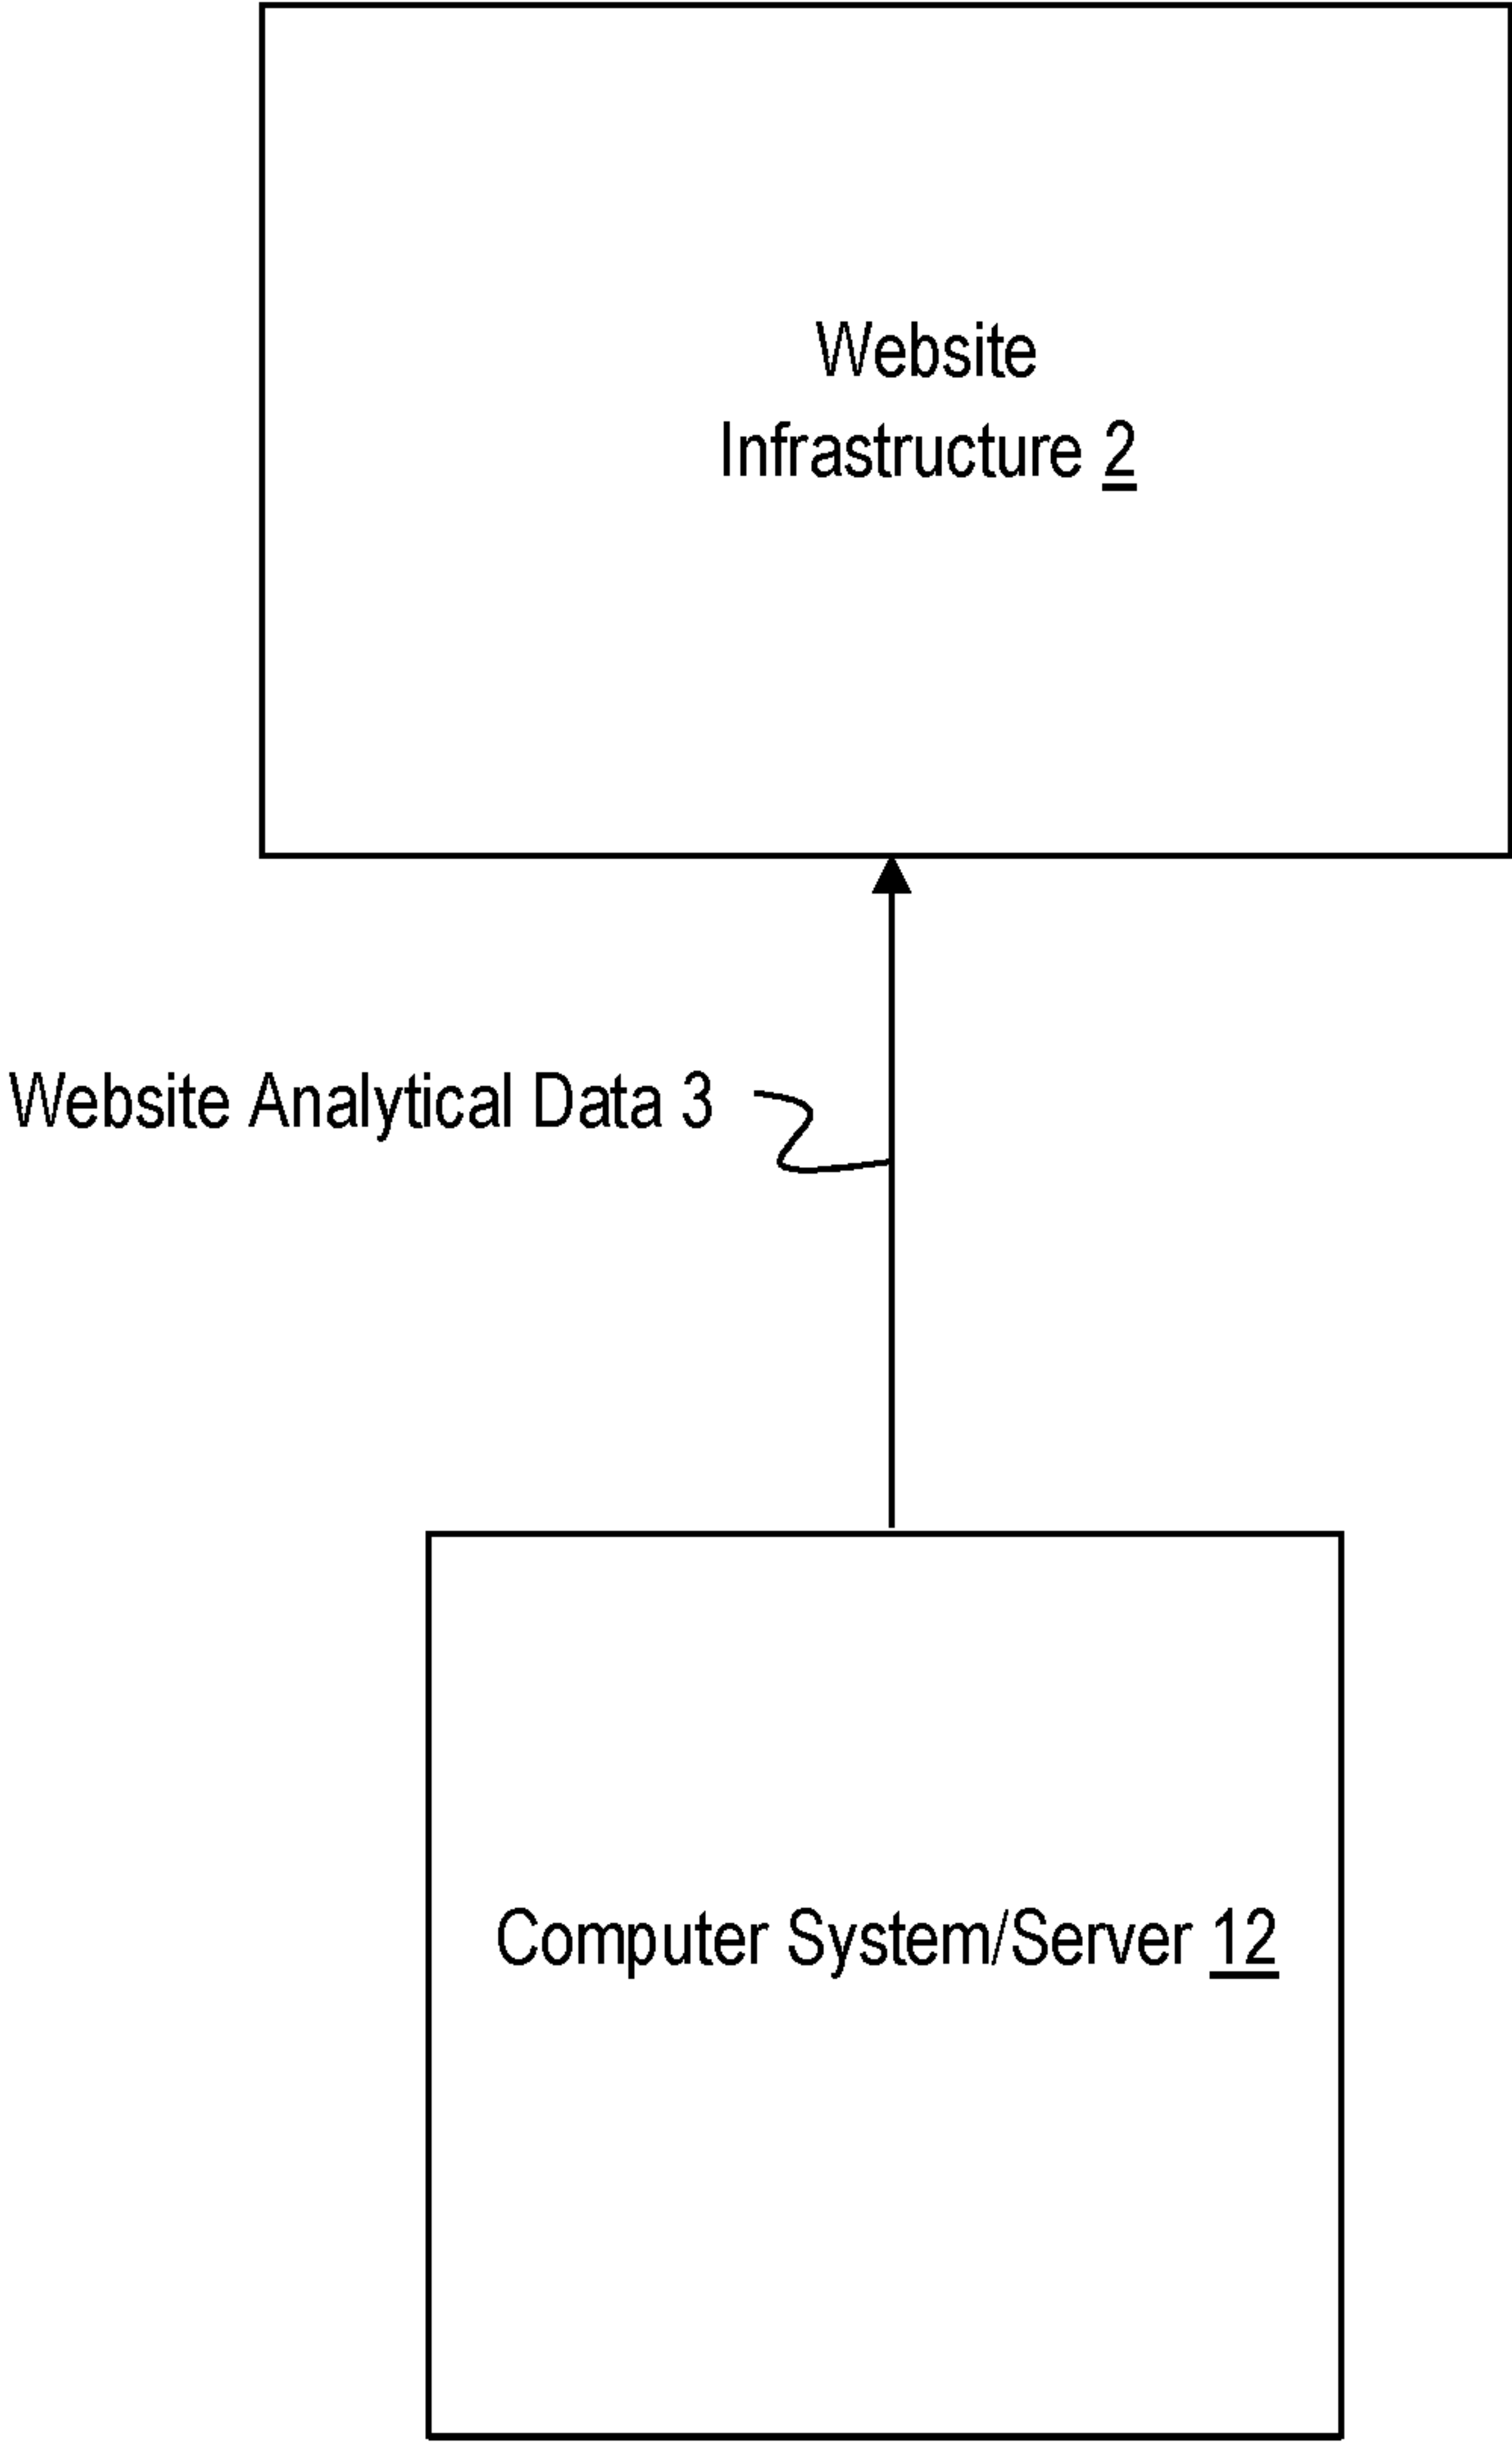 Website
Infrastructure 2
Website Analytical Data 3
Computer System/Server 12